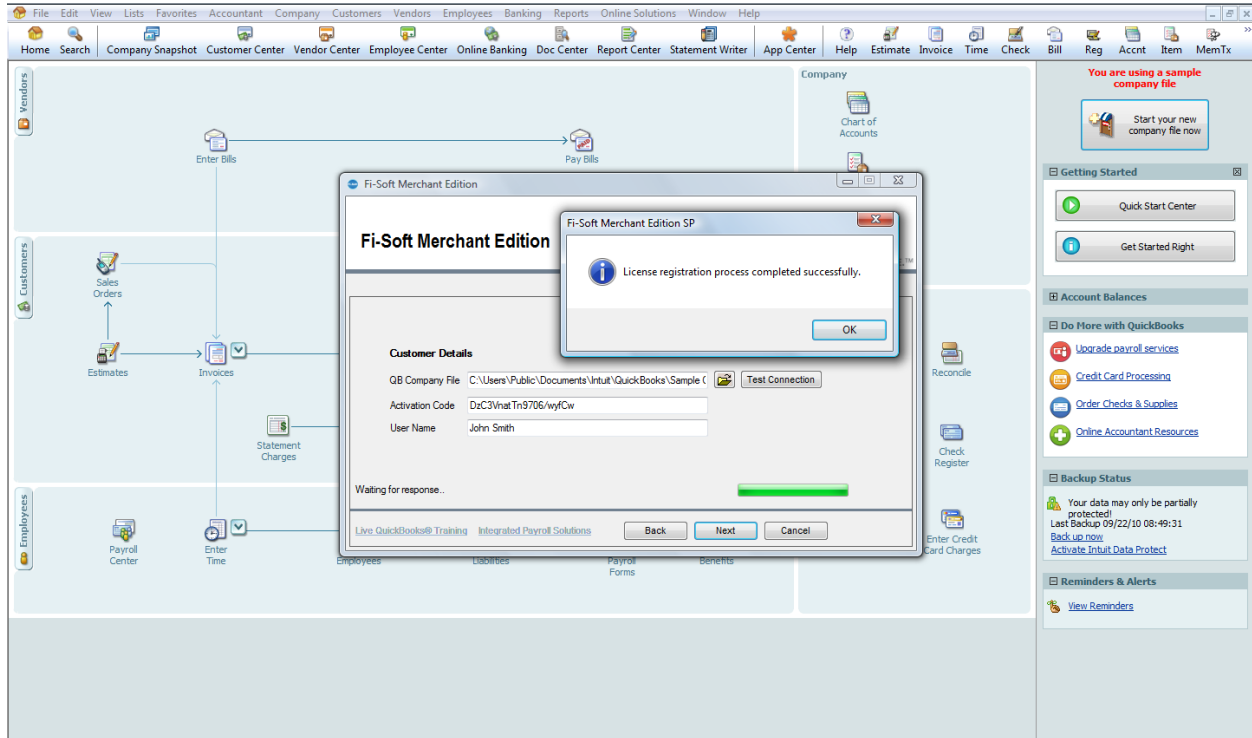 File Edit View Lists Favorites Accountant Company Customers Vendors Employees Banking Reports Online Solutions Window Help
Home Search Company Snapshot Customer Center Vendor Center Employee Center Online Banking Doc Center Report Center Statement Writer App Center Help Estimate Invoice Time Check Bill Reg Accnt Item MemTx
Vendors
Enter Bills
Pay Bills
Customers
Sales
Orders
Estimates
Invoices
Statement
Charges
Employees
Payroll
Center
Enter
Time
Employees
Liabilities
Payroll
Forms
Benefits
Company
Chart of
Accounts
Reconcile
Check
Register
Enter Credit
Card Charges
Fi-Soft Merchant Edition
Fi-Soft Merchant Edition
Customer Details
QB Company File C:\Users\Public\Documents\Intuit\QuickBooks\Sample Test Connection
Activation Code DzC3VnatTn9706/wyfCw
User Name John Smith
Waiting for response..
Live QuickBooks® Training Integrated Payroll Solutions Back Next Cancel
Fi-Soft Merchant Edition SP
License registration process completed successfully.
OK
You are using a sample
company file
Start your new
company file now
Getting Started
Quick Start Center
Get Started Right
Account Balances
Do More with QuickBooks
Upgrade payroll services
Credit Card Processing
Order Checks & Supplies
Online Accountant Resources
Backup Status
Your data may only be partially
protected!
Last Backup 09/22/10 08:49:31
Back up now
Activate Intuit Data Protect
Reminders & Alerts
View Reminders